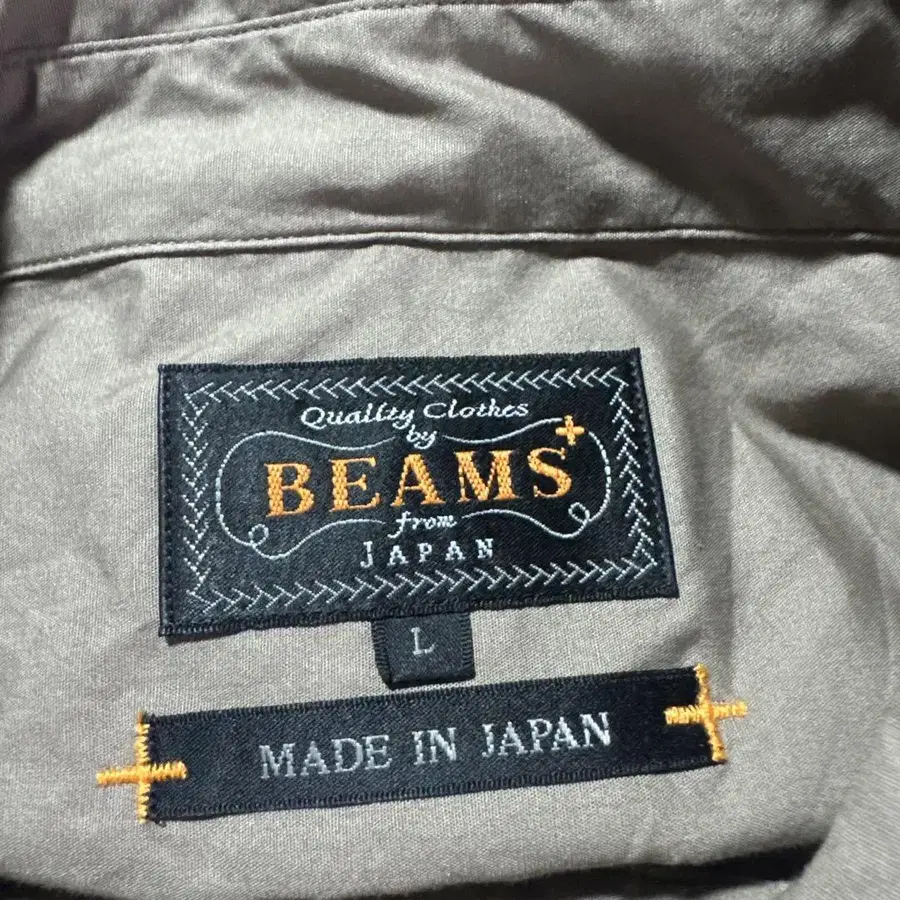 Quality Clothes
by
BEAMS+
from
JAPAN
L
MADE IN JAPAN